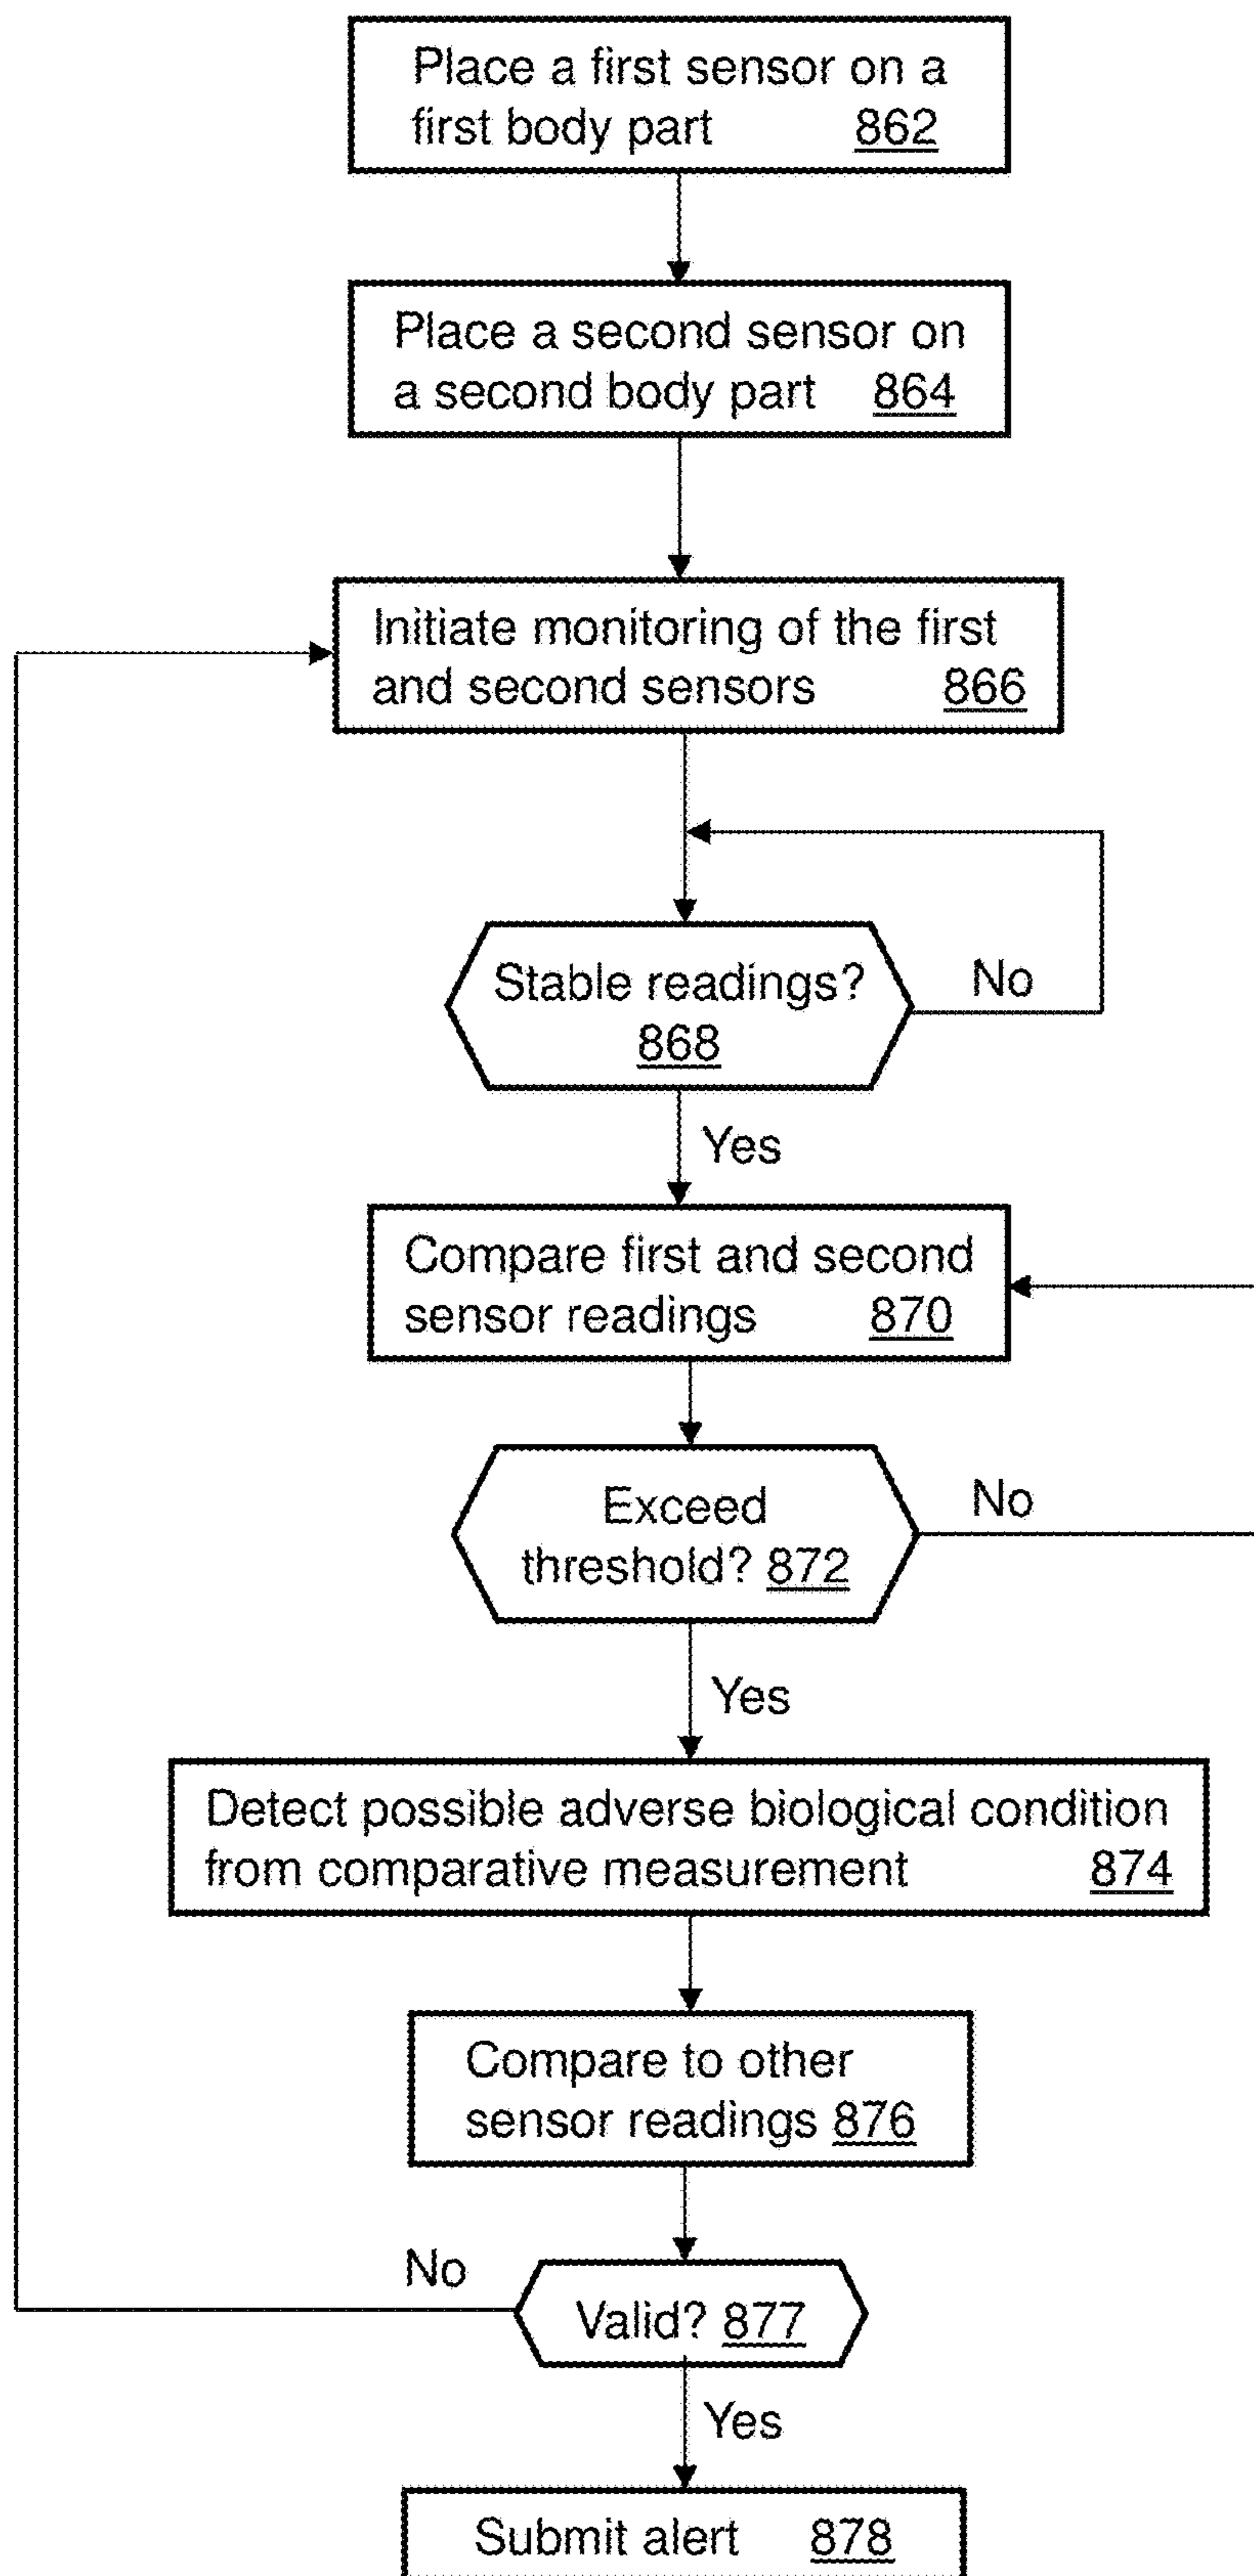 Place a first sensor on a
first body part 862
Place a second sensor on
a second body part 864
Initiate monitoring of the first
and second sensors 866
Stable readings?
868
No
Yes
Compare first and second
sensor readings 870
Exceed
threshold? 872
No
Yes
Detect possible adverse biological condition
from comparative measurement 874
Compare to other
sensor readings 876
No
Valid? 877
Yes
Submit alert 878